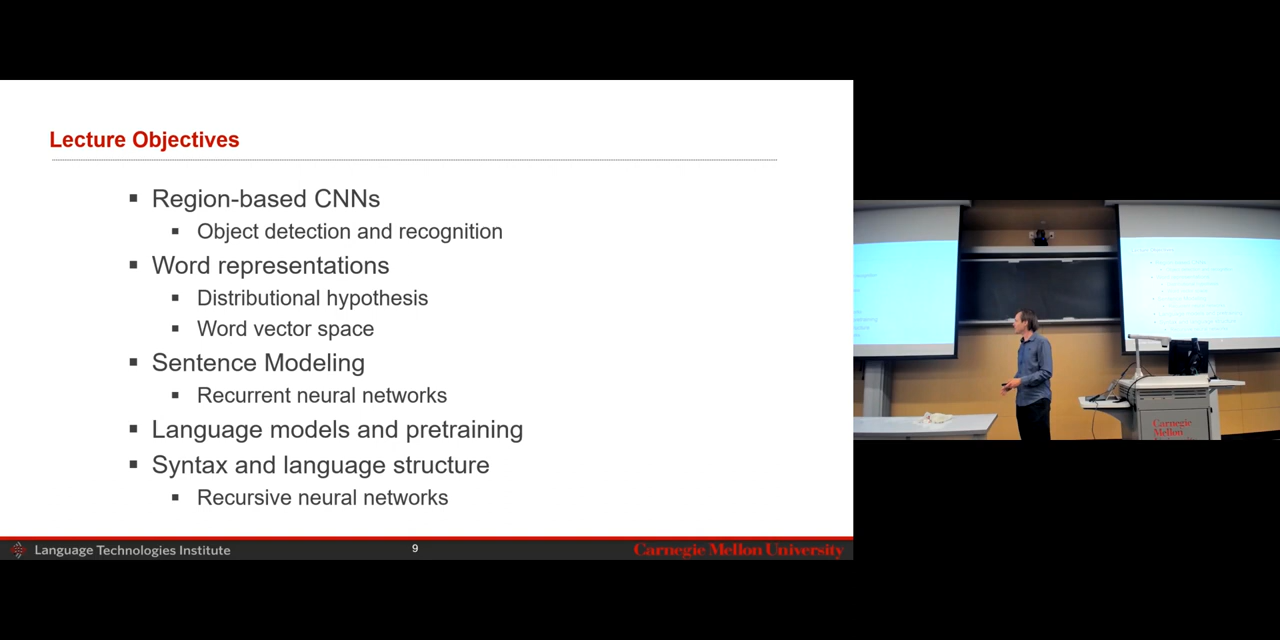 Lecture Objectives
Region-based CNNs
Object detection and recognition
Word representations
Distributional hypothesis
Word vector space
Sentence Modeling
Recurrent neural networks
Language models and pretraining
Syntax and language structure
Recursive neural networks
Language Technologies Institute
9
Carnegie Mellon University
Carnegie
Mellon